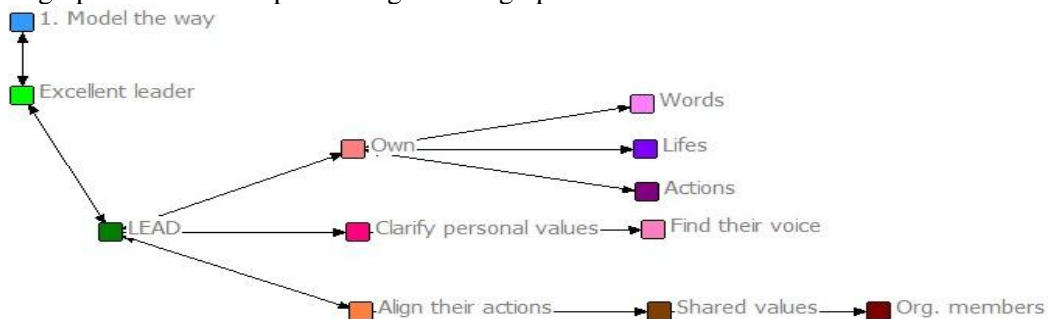 1. Model the way
Excellent leader
Words
Own
Lifes
Actions
LEAD
Clarify personal values
Find their voice
Align their actions
Shared values
Org. members